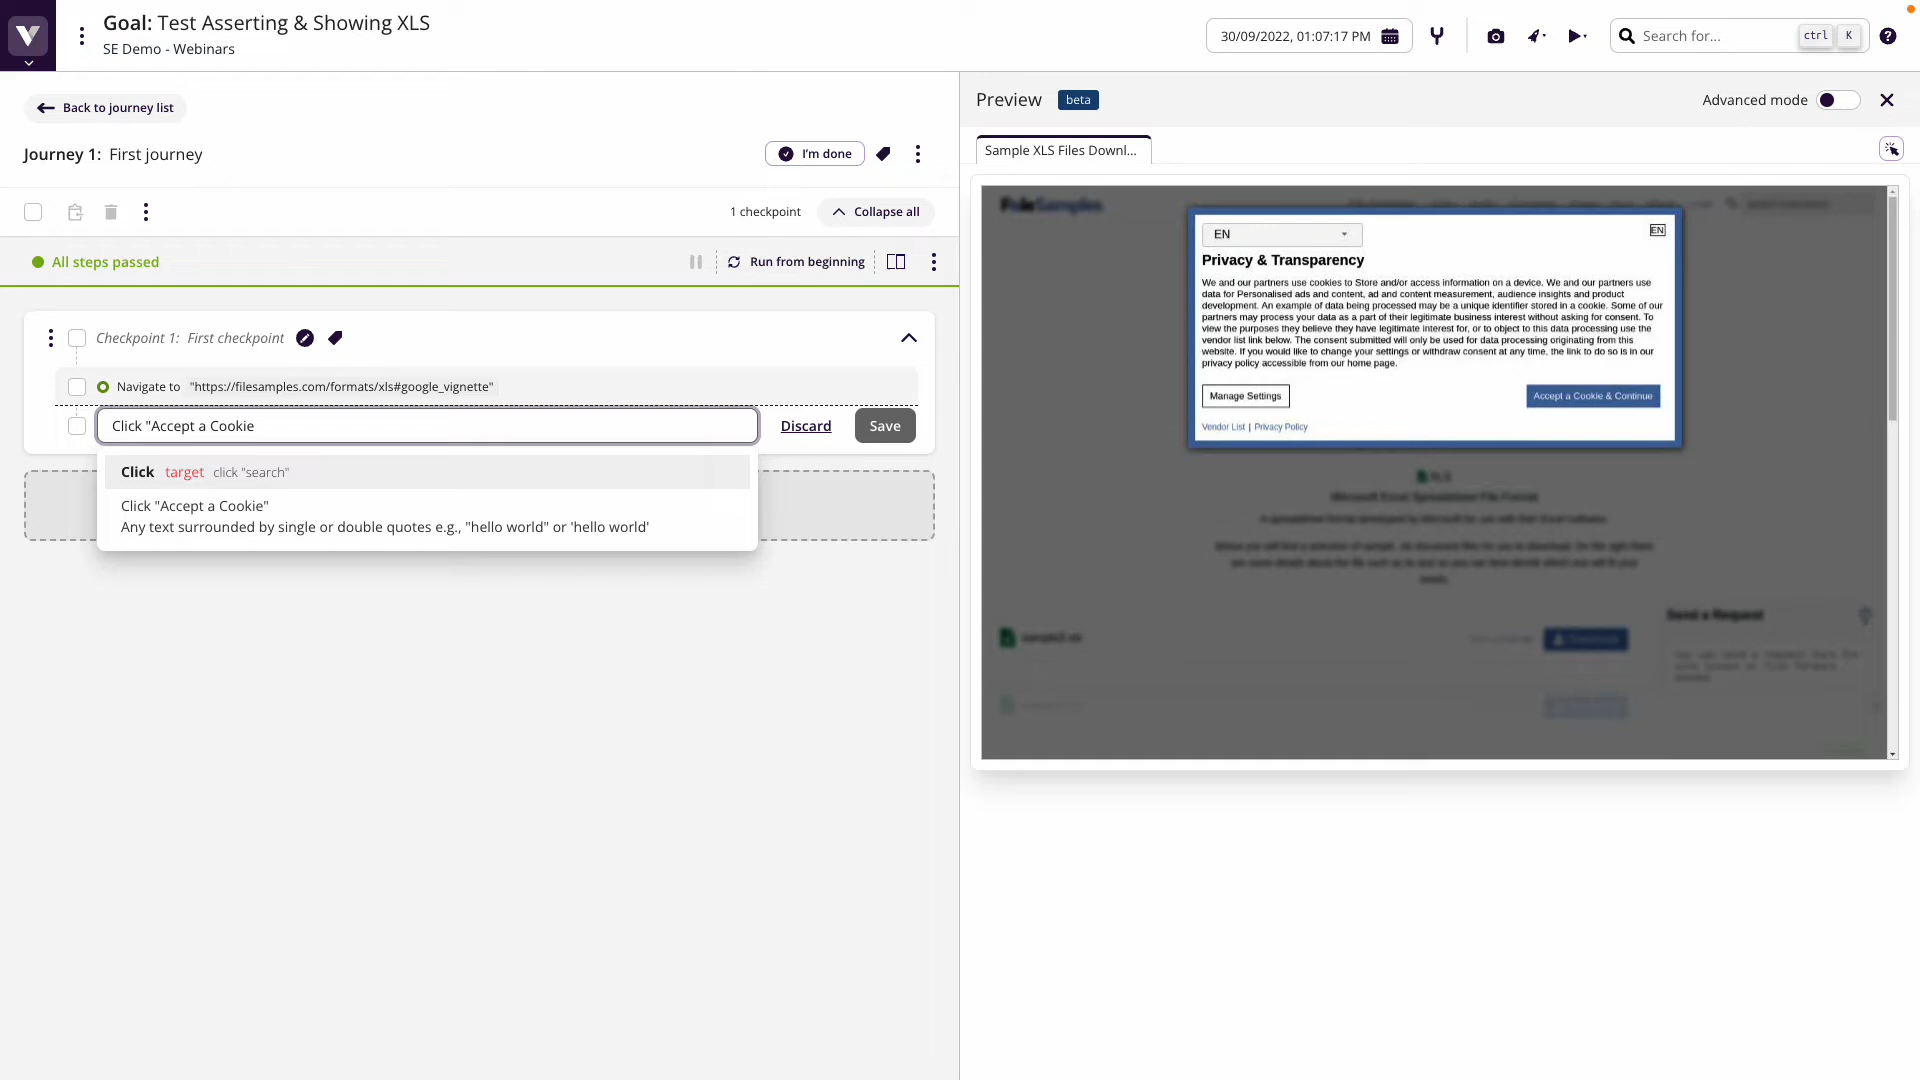 Goal: Test Asserting & Showing XLS
SE Demo - Webinars
30/09/2022, 01:07:17 PM
Search for...
ctrl
K
Back to journey list
Journey 1: First journey
I'm done
1 checkpoint
Collapse all
All steps passed
Run from beginning
Checkpoint 1: First checkpoint
Navigate to "https://filesamples.com/formats/xls#google_vignette"
Click "Accept a Cookie
Discard
Save
Click target click "search"
Click "Accept a Cookie"
Any text surrounded by single or double quotes e.g., "hello world" or 'hello world'
Preview
beta
Advanced mode
Sample XLS Files Downl...
FileSamples
EN
EN
Privacy & Transparency
We and our partners use cookies to Store and/or access information on a device. We and our partners use
data for Personalised ads and content, ad and content measurement, audience insights and product
development. An example of data being processed may be a unique identifier stored in a cookie. Some of our
partners may process your data as a part of their legitimate business interest without asking for consent. To
view the purposes they believe they have legitimate interest for, or to object to this data processing use the
vendor list link below. The consent submitted will only be used for data processing originating from this
website. If you would like to change your settings or withdraw consent at any time, the link to do so is in our
privacy policy accessible from our home page.
Manage Settings
Accept a Cookie & Continue
Vendor List | Privacy Policy
XLS
Microsoft Excel Spreadsheet File Format
Send a Request